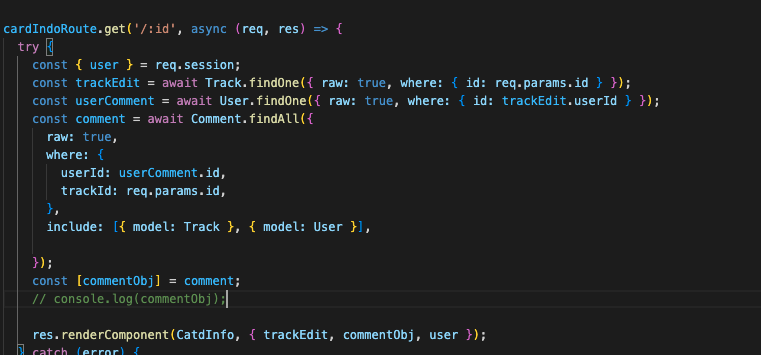 cardIndoRoute.get('/:id', async (req, res) => {
  try {
    const { user } = req.session;
    const trackEdit = await Track.findOne({ raw: true, where: { id: req.params.id } });
    const userComment = await User.findOne({ raw: true, where: { id: trackEdit.userId } });
    const comment = await Comment.findAll({
      raw: true,
      where: {
        userId: userComment.id,
        trackId: req.params.id,
      },
      include: [{ model: Track }, { model: User }],
    });
    const [commentObj] = comment;
    // console.log(commentObj);
    res.renderComponent(CatdInfo, { trackEdit, commentObj, user });
  } catch (error) {